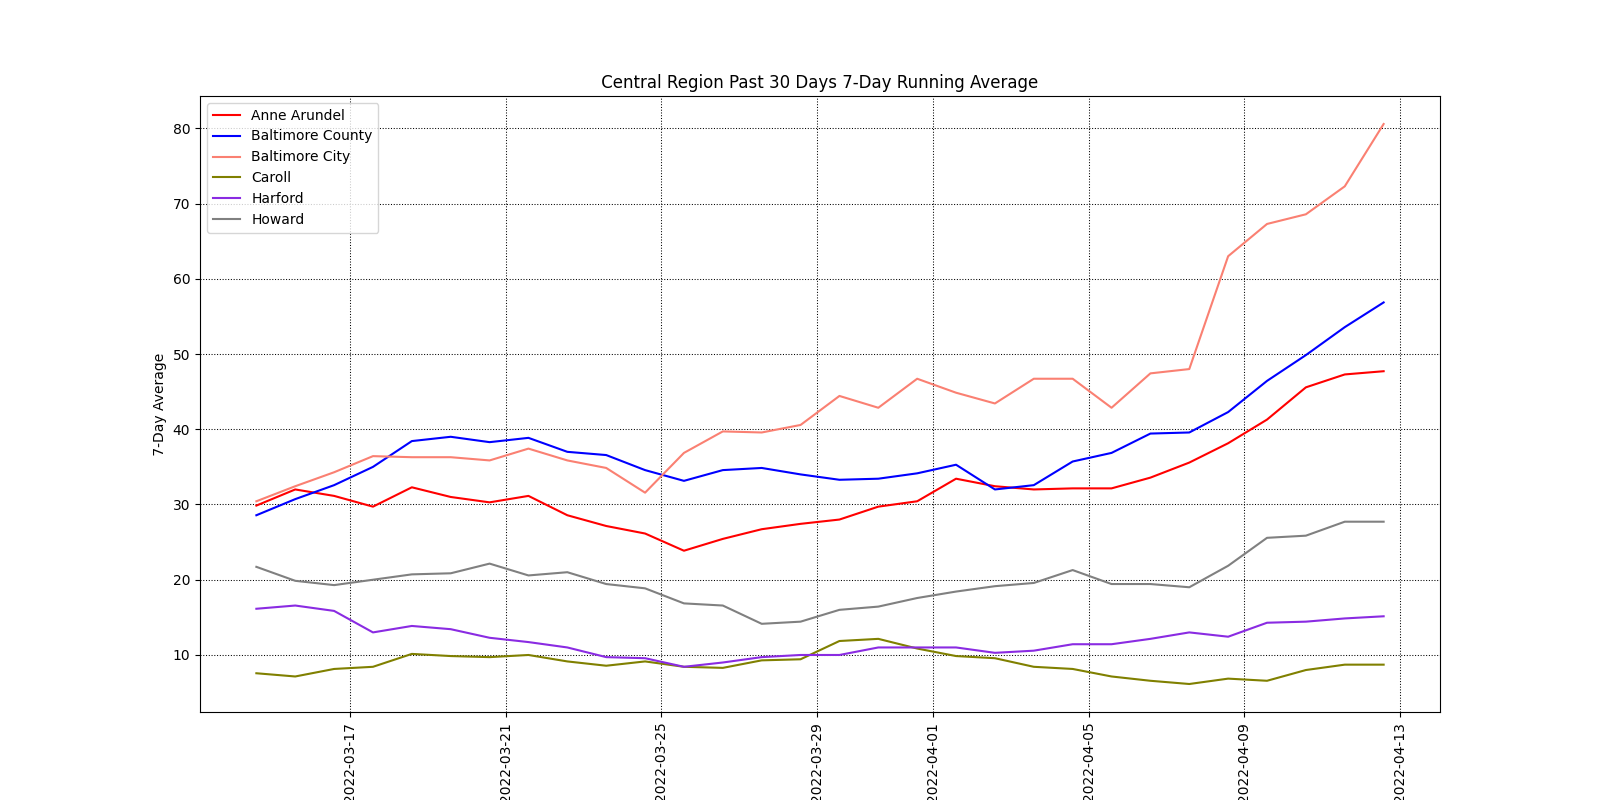 Central Region Past 30 Days 7-Day Running Average
Anne Arundel
Baltimore County
Baltimore City
Caroll
Harford
Howard
7-Day Average
80
70
60
50
40
30
20
10
2022-03-17
2022-03-21
2022-03-25
2022-03-29
2022-04-01
2022-04-05
2022-04-09
2022-04-13